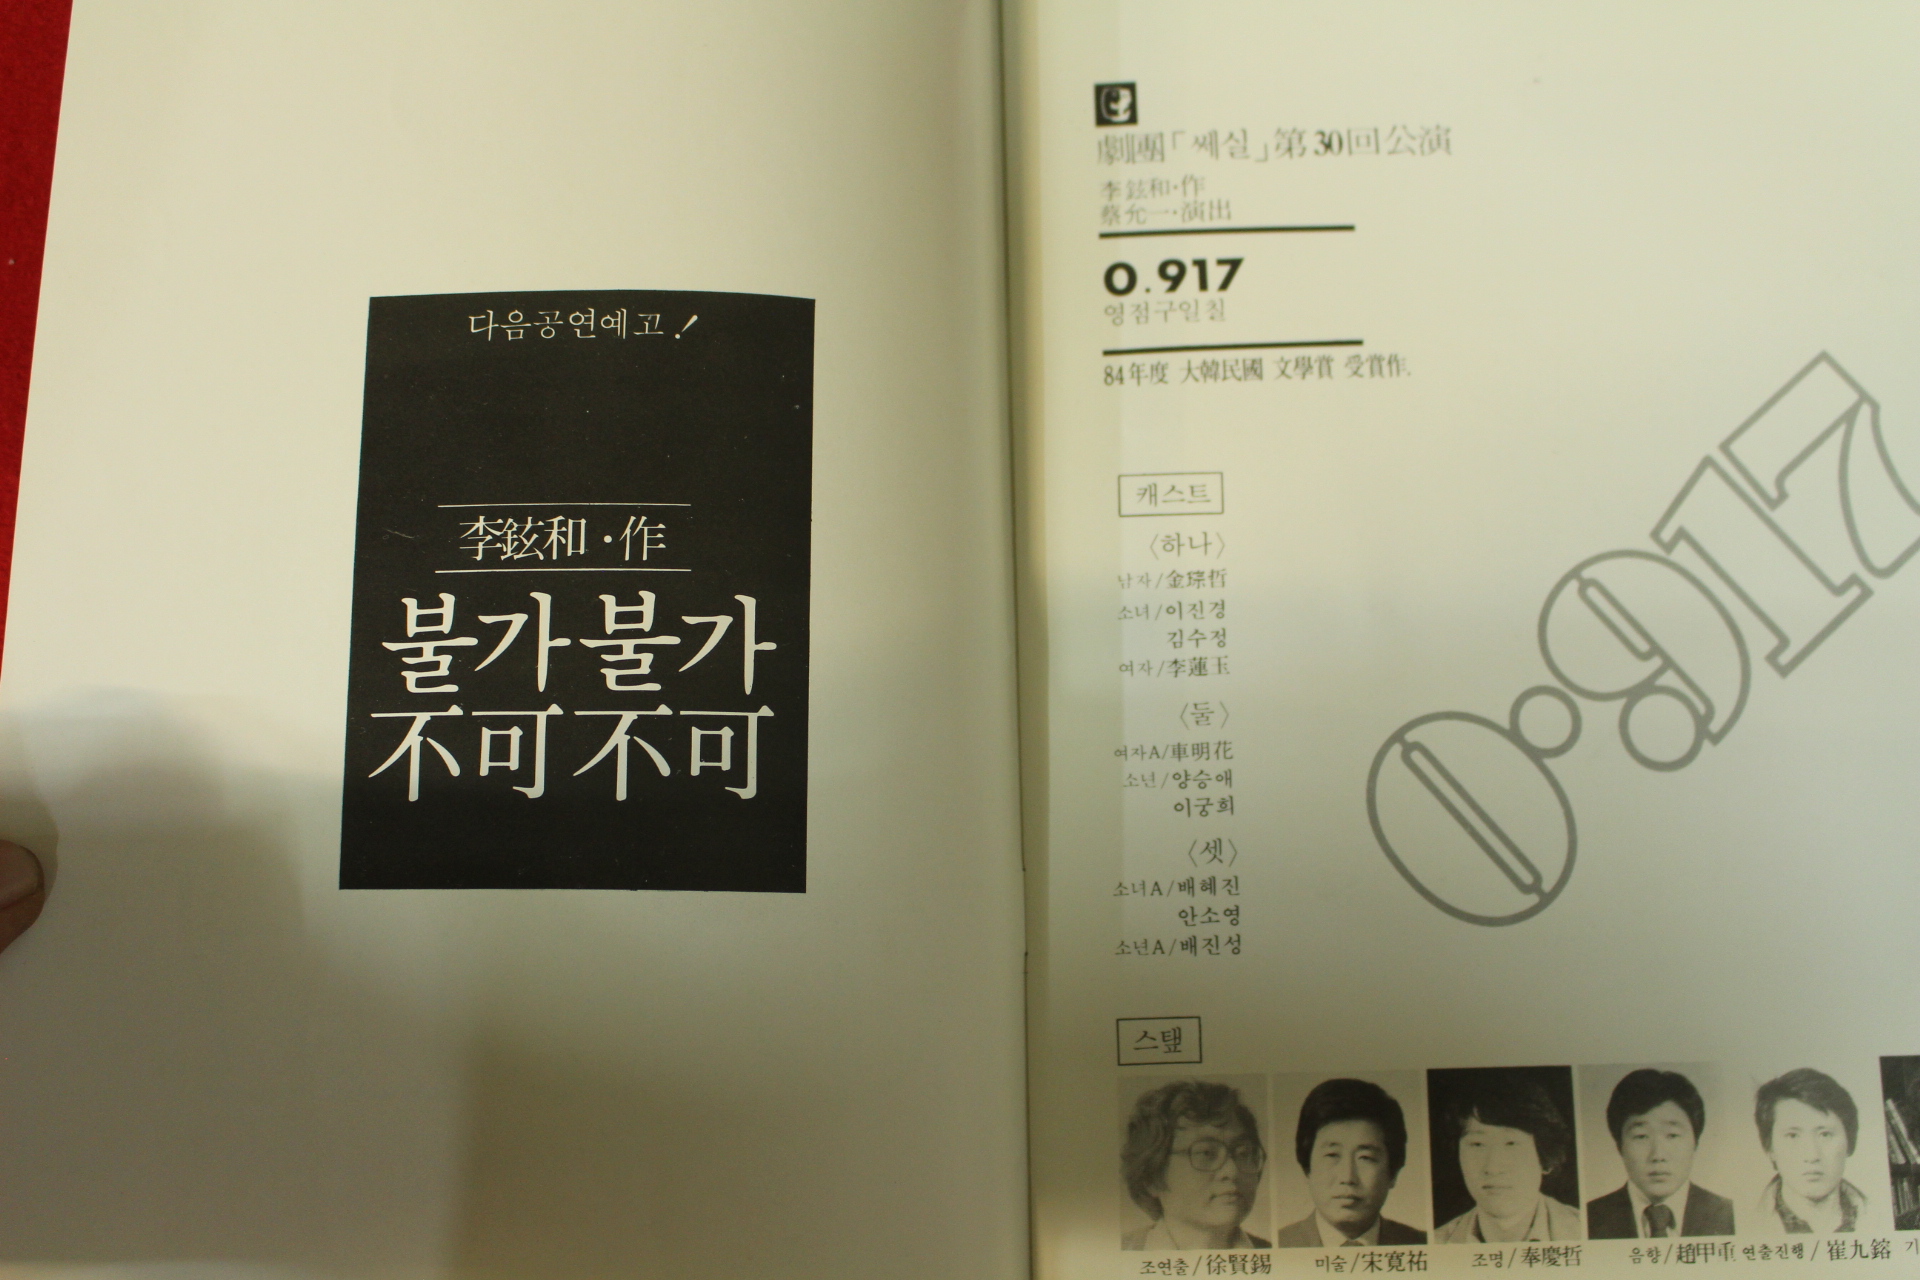 다음공연예고!
李鉉和·作
불가불가
不可不可
劇團「쎄실」第30回公演
李鉉和·作
蔡允一·演出
0.917
영점구일칠
84年度 大韓民國 文學賞 受賞作.
0.917
캐스트
〈하나〉
남자/金琮哲
소녀/이진경
김수정
여자/李蓮玉
〈둘〉
여자A/車明花
소년/양승애
이궁희
〈셋〉
소녀A/배혜진
안소영
소년A/배진성
스탶
조연출/徐賢錫
미술/宋寬祐
조명/奉慶哲
음향/趙甲重
연출진행/崔九鎔
기